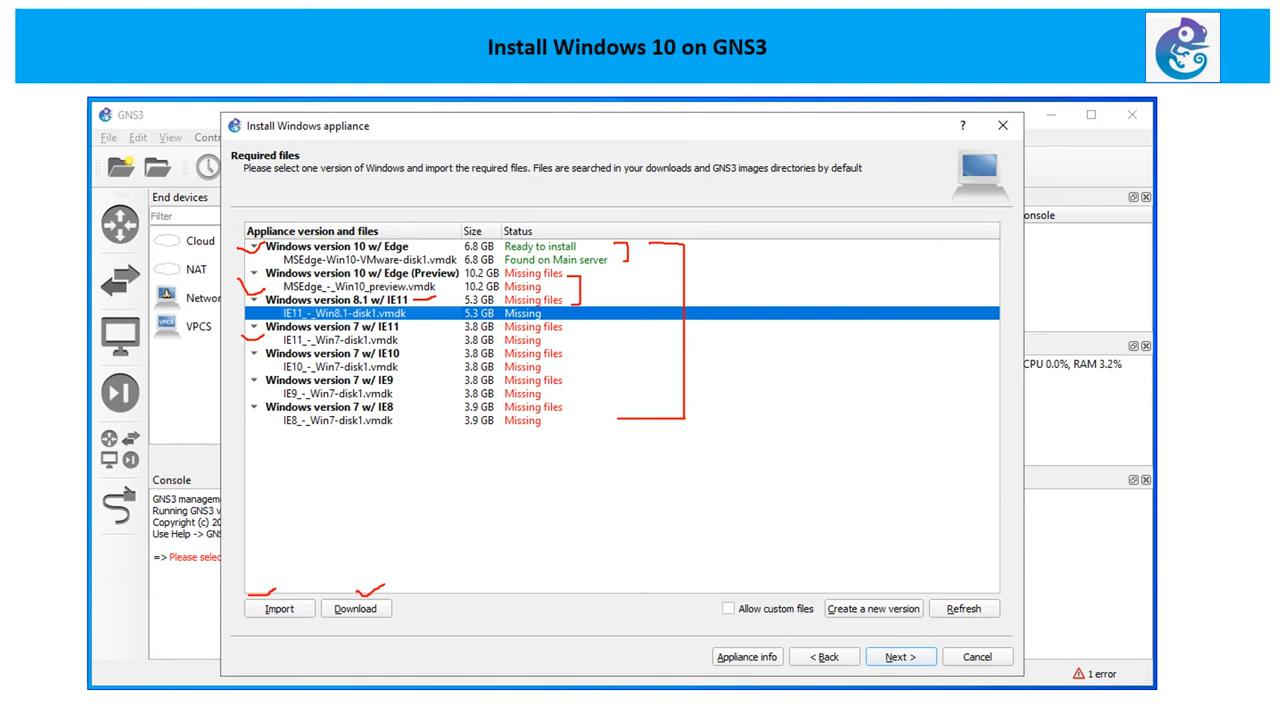 Install Windows 10 on GNS3
GNS3
File Edit View Contr
Install Windows appliance
? 
Required files
Please select one version of Windows and import the required files. Files are searched in your downloads and GNS3 images directories by default
End devices
Filter
Cloud
NAT
Networ
VPCS
onsole
Appliance version and files Size Status
Windows version 10 w/ Edge 6.8 GB Ready to install
MSEdge-Win10-VMware-disk1.vmdk 6.8 GB Found on Main server
Windows version 10 w/ Edge (Preview) 10.2 GB Missing files
MSEdge_-_Win10_preview.vmdk 10.2 GB Missing
Windows version 8.1 w/ IE11 5.3 GB Missing files
IE11_-_Win8.1-disk1.vmdk 5.3 GB Missing
Windows version 7 w/ IE11 3.8 GB Missing files
IE11_-_Win7-disk1.vmdk 3.8 GB Missing
Windows version 7 w/ IE10 3.8 GB Missing files
IE10_-_Win7-disk1.vmdk 3.8 GB Missing
Windows version 7 w/ IE9 3.8 GB Missing files
IE9_-_Win7-disk1.vmdk 3.8 GB Missing
Windows version 7 w/ IE8 3.9 GB Missing files
IE8_-_Win7-disk1.vmdk 3.9 GB Missing
CPU 0.0%, RAM 3.2%
Console
GNS3 managem
Running GNS3 v
Copyright (c) 20
Use Help -> GNS
=> Please selec
Import Download Allow custom files Create a new version Refresh
Appliance info < Back Next > Cancel
1 error